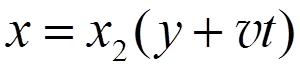 x = x₂(y + vt)